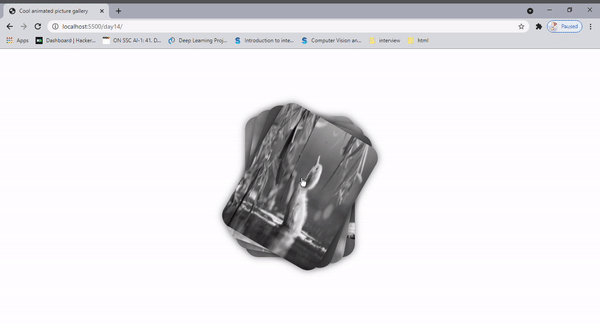 Cool animated picture gallery
localhost:5500/day14/
Paused
Apps
Dashboard | Hacker...
ON SSC AI-1: 41. D...
Deep Learning Proj...
Introduction to inte...
Computer Vision an...
interview
html